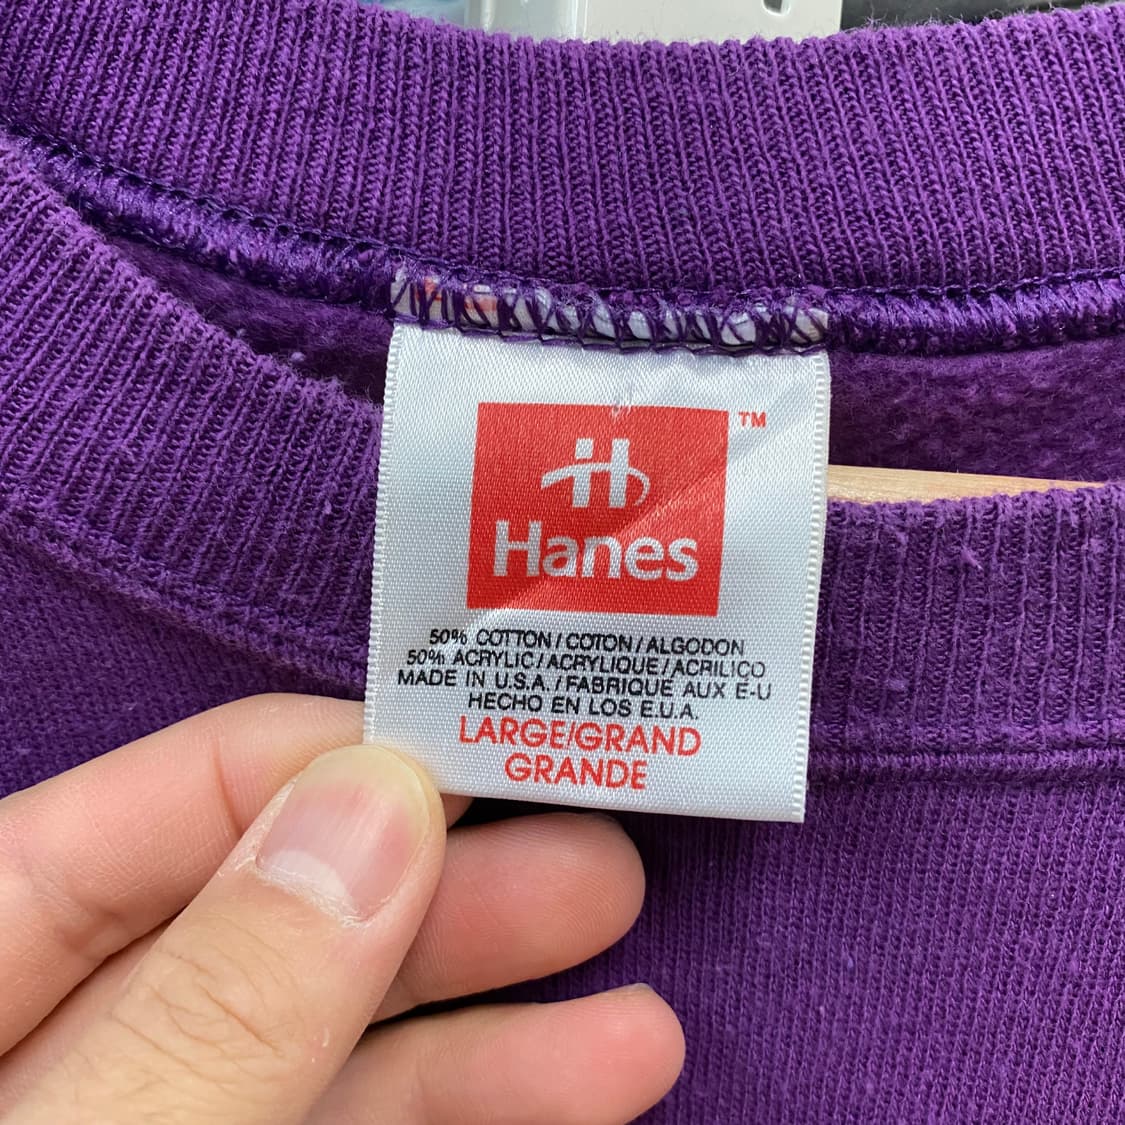 H
TM
Hanes
50% COTTON / COTON / ALGODON
50% ACRYLIC / ACRYLIQUE / ACRILICO
MADE IN U.S.A. / FABRIQUE AUX E-U
HECHO EN LOS E.U.A.
LARGE/GRAND
GRANDE